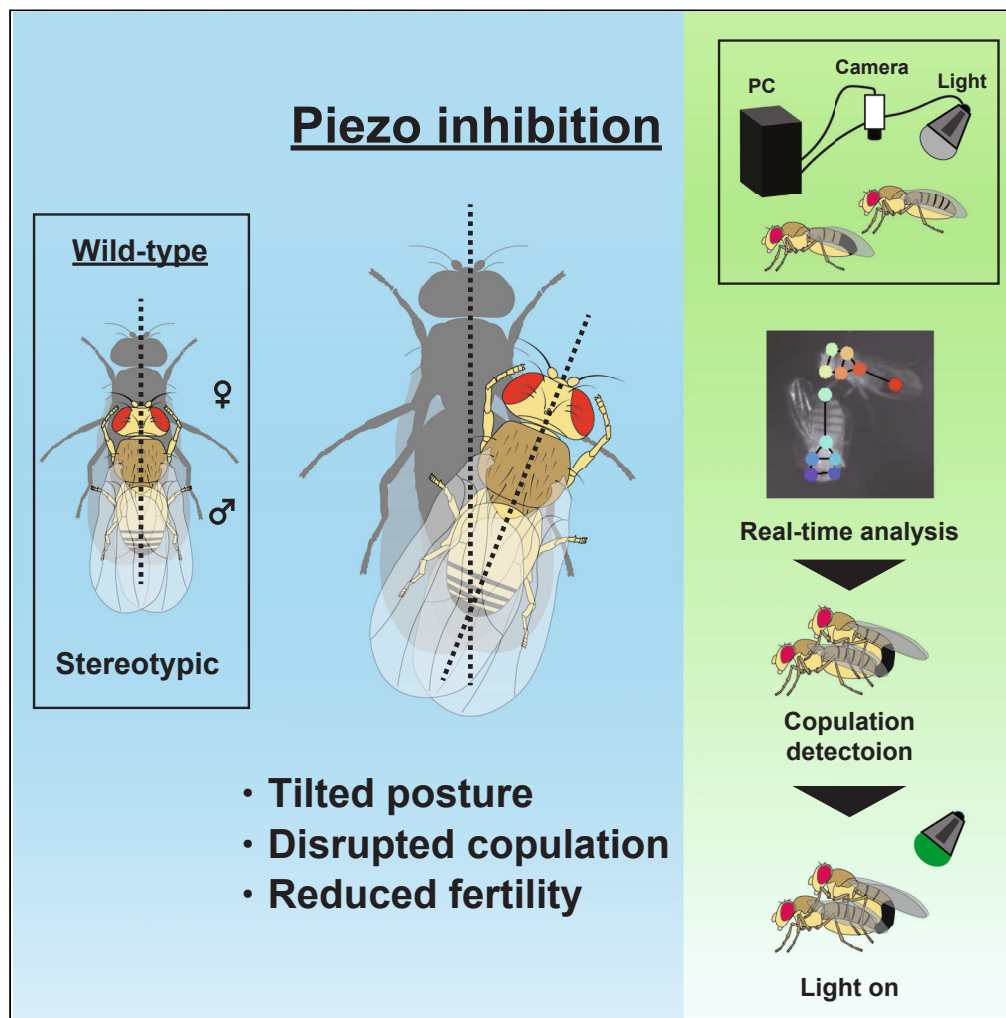 Piezo inhibition
Wild-type
♀
♂
Stereotypic
・Tilted posture
・Disrupted copulation
・Reduced fertility
PC
Camera
Light
Real-time analysis
Copulation
detectoion
Light on